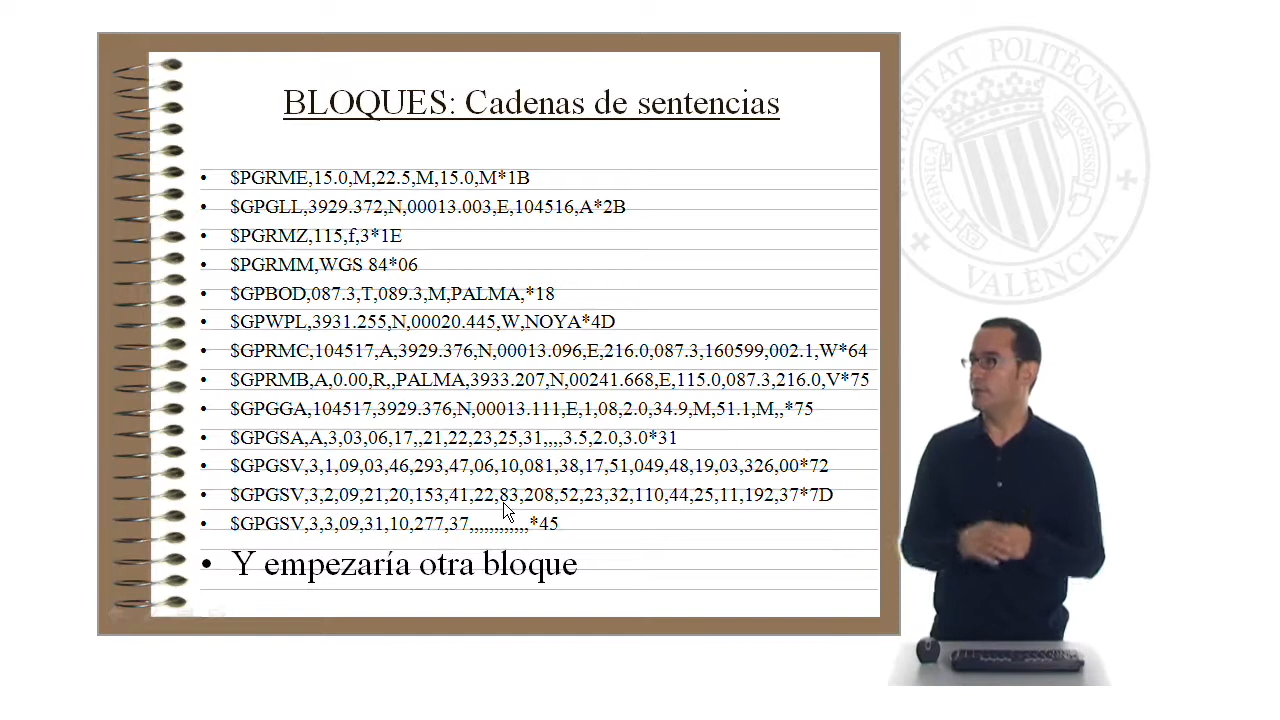 BLOQUES: Cadenas de sentencias
• $PGRME,15.0,M,22.5,M,15.0,M*1B
• $GPGLL,3929.372,N,00013.003,E,104516,A*2B
• $PGRMZ,115,f,3*1E
• $PGRMM,WGS 84*06
• $GPBOD,087.3,T,089.3,M,PALMA,*18
• $GPWPL,3931.255,N,00020.445,W,NOYA*4D
• $GPRMC,104517,A,3929.376,N,00013.096,E,216.0,087.3,160599,002.1,W*64
• $GPRMB,A,0.00,R,,PALMA,3933.207,N,00241.668,E,115.0,087.3,216.0,V*75
• $GPGGA,104517,3929.376,N,00013.111,E,1,08,2.0,34.9,M,51.1,M,,*75
• $GPGSA,A,3,03,06,17,,21,22,23,25,31,,,,3.5,2.0,3.0*31
• $GPGSV,3,1,09,03,46,293,47,06,10,081,38,17,51,049,48,19,03,326,00*72
• $GPGSV,3,2,09,21,20,153,41,22,83,208,52,23,32,110,44,25,11,192,37*7D
• $GPGSV,3,3,09,31,10,277,37,,,,,,,,,,,,,*45
• Y empezaría otra bloque
UNIVERSITAT POLITÈCNICA
VALÈNCIA